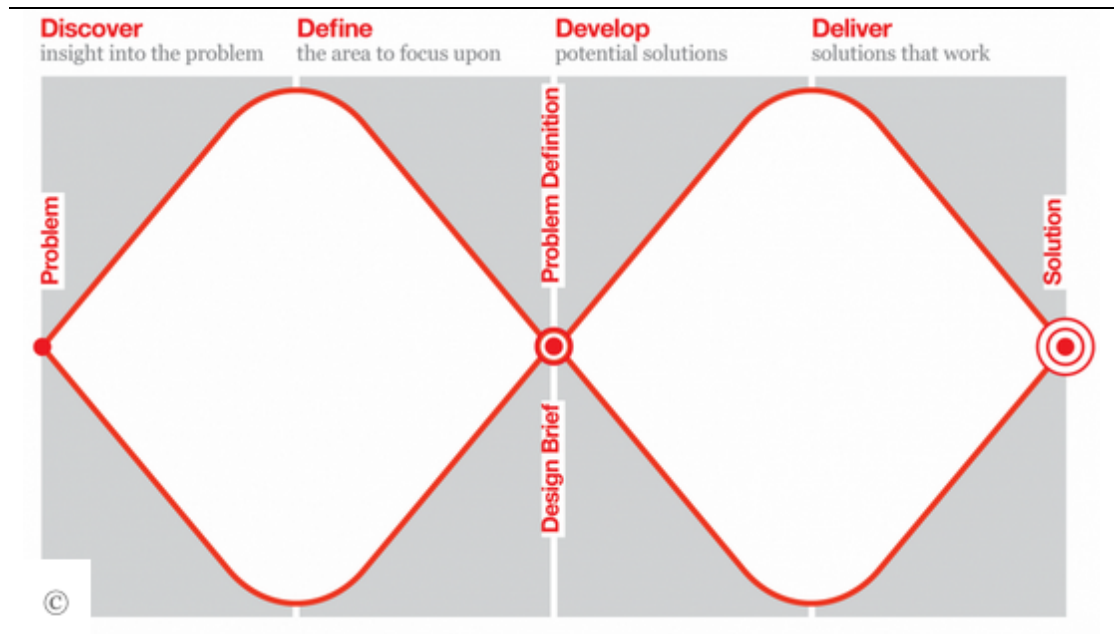 Discover
insight into the problem
Define
the area to focus upon
Develop
potential solutions
Deliver
solutions that work
Problem
Problem Definition
Design Brief
Solution
©